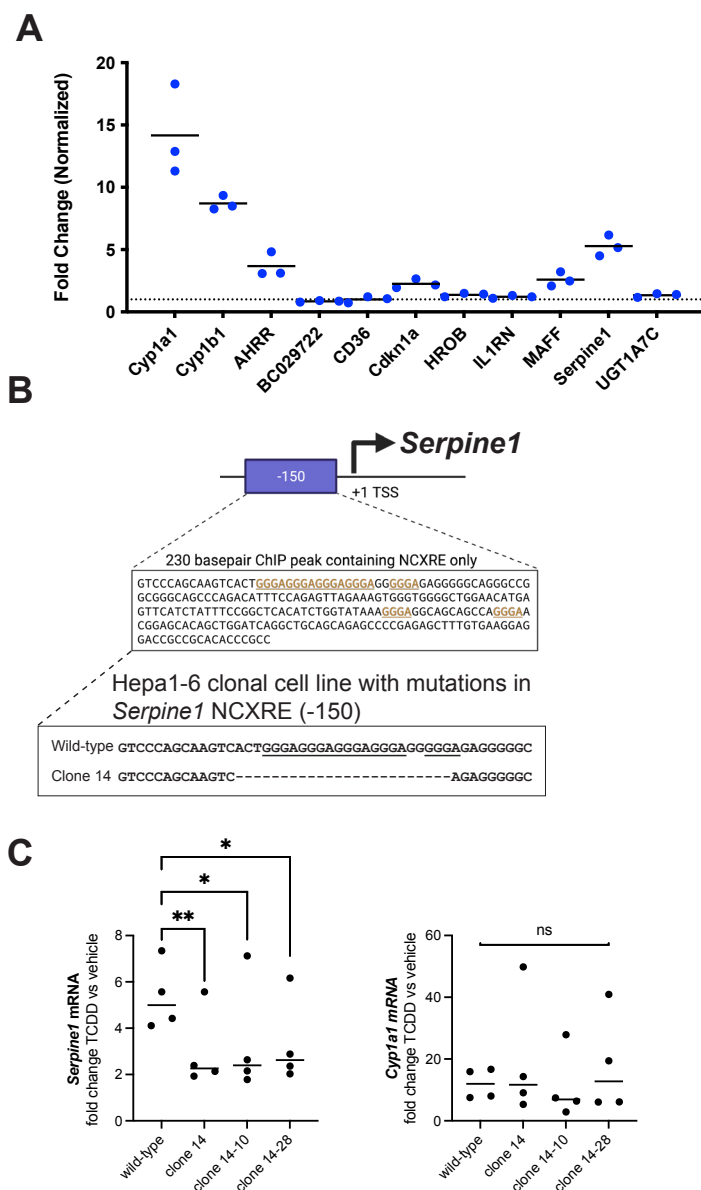 A
Fold Change (Normalized)
20
15
10
5
0
Cyp1a1
Cyp1b1
AHRR
BC029722
CD36
Cdkn1a
HROB
IL1RN
MAFF
Serpine1
UGT1A7C
B
Serpine1
-150
+1 TSS
230 basepair ChIP peak containing NCXRE only
GTCCCAGCAAGTCACTGGGAGGGAGGGAGGGAGGGGGAGAGGGGGCAGGGCCG
GCGGGCAGCCCAGACATTTCCAGAGTTAGAAAGTGGGTGGGGCTGGAACATGA
GTTCATCTATTTCCGGCTCACATCTGGTATAAAGGGAGGCAGCAGCCAGGGAA
CGGAGCACAGCTGGATCAGGCTGCAGCAGAGCCCCGAGAGCTTTGTGAAGGAG
GACCGCCGCACACCCGCC
Hepa1-6 clonal cell line with mutations in
Serpine1 NCXRE (-150)
Wild-type GTCCCAGCAAGTCACTGGGAGGGAGGGAGGGAGGGGGAGAGGGGGC
Clone 14 GTCCCAGCAAGTC------------------------AGAGGGGGC
C
Serpine1 mRNA
fold change TCDD vs vehicle
8
6
4
2
0
**
*
*
wild-type
clone 14
clone 14-10
clone 14-28
Cyp1a1 mRNA
fold change TCDD vs vehicle
60
40
20
0
ns
wild-type
clone 14
clone 14-10
clone 14-28